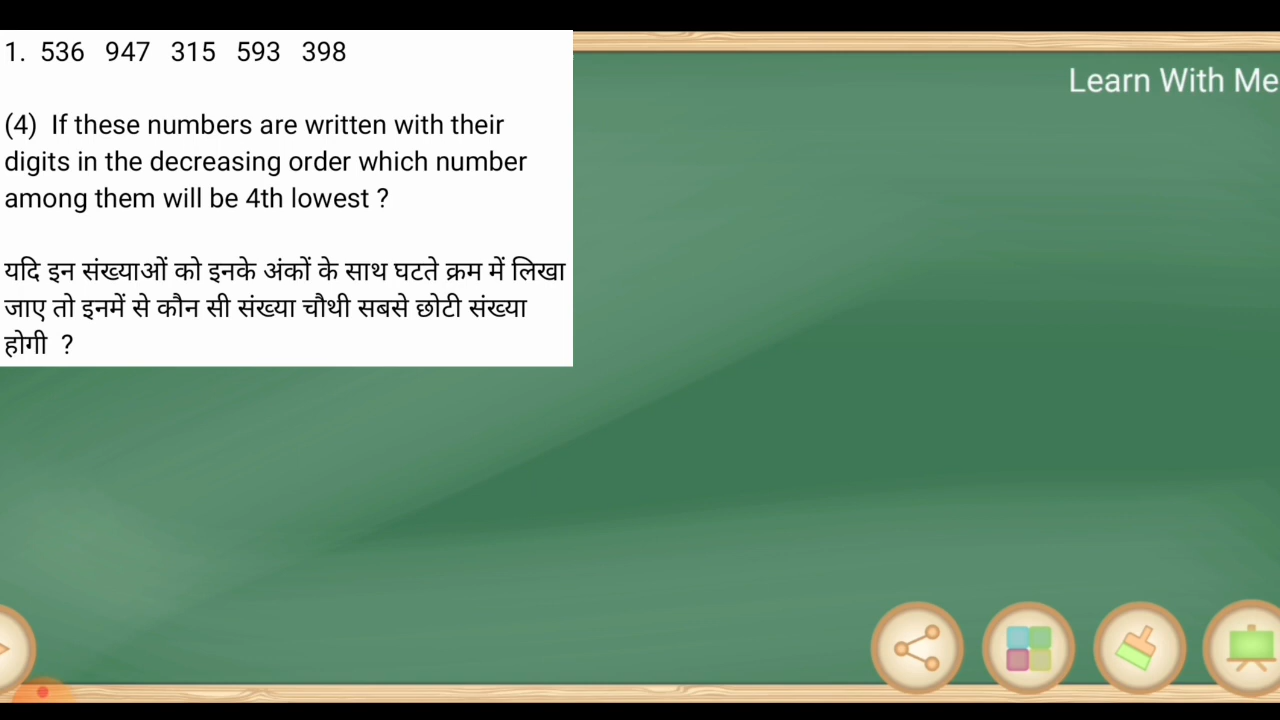 1. 536 947 315 593 398
Learn With Me
(4) If these numbers are written with their
digits in the decreasing order which number
among them will be 4th lowest ?
यदि इन संख्याओं को इनके अंकों के साथ घटते क्रम में लिखा
जाए तो इनमें से कौन सी संख्या चौथी सबसे छोटी संख्या
होगी ?